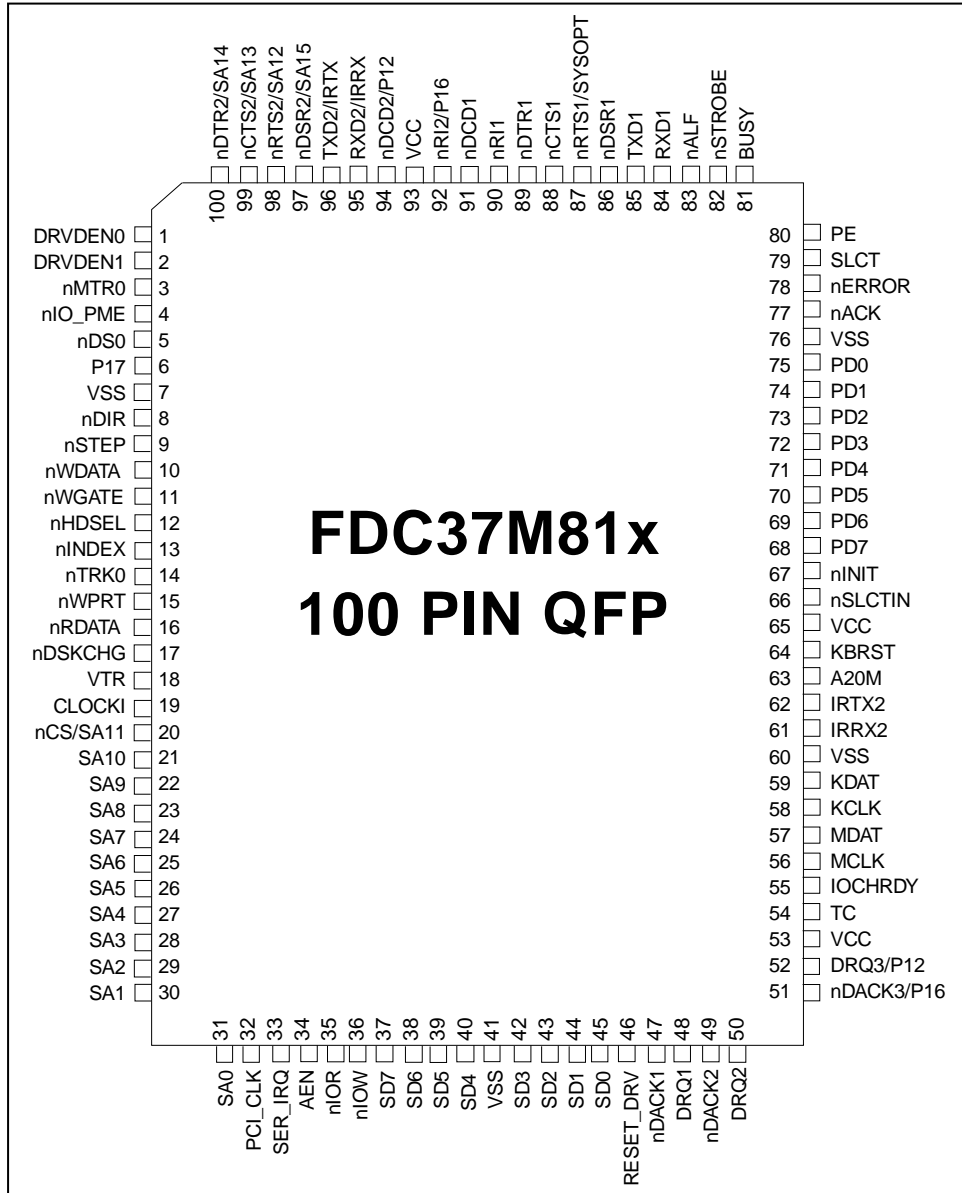 nDTR2/SA14
nCTS2/SA13
nRTS2/SA12
nDSR2/SA15
TXD2/IRTX
RXD2/IRRX
nDCD2/P12
VCC
nRI2/P16
nDCD1
nRI1
nDTR1
nCTS1
nRTS1/SYSOPT
nDSR1
TXD1
RXD1
nALF
nSTROBE
BUSY
100
99
98
97
96
95
94
93
92
91
90
89
88
87
86
85
84
83
82
81
DRVDEN0 1
DRVDEN1 2
nMTR0 3
nIO_PME 4
nDS0 5
P17 6
VSS 7
nDIR 8
nSTEP 9
nWDATA 10
nWGATE 11
nHDSEL 12
nINDEX 13
nTRK0 14
nWPRT 15
nRDATA 16
nDSKCHG 17
VTR 18
CLOCKI 19
nCS/SA11 20
SA10 21
SA9 22
SA8 23
SA7 24
SA6 25
SA5 26
SA4 27
SA3 28
SA2 29
SA1 30
FDC37M81x
100 PIN QFP
80 PE
79 SLCT
78 nERROR
77 nACK
76 VSS
75 PD0
74 PD1
73 PD2
72 PD3
71 PD4
70 PD5
69 PD6
68 PD7
67 nINIT
66 nSLCTIN
65 VCC
64 KBRST
63 A20M
62 IRTX2
61 IRRX2
60 VSS
59 KDAT
58 KCLK
57 MDAT
56 MCLK
55 IOCHRDY
54 TC
53 VCC
52 DRQ3/P12
51 nDACK3/P16
31
32
33
34
35
36
37
38
39
40
41
42
43
44
45
46
47
48
49
50
SA0
PCI_CLK
SER_IRQ
AEN
nIOR
nIOW
SD7
SD6
SD5
SD4
VSS
SD3
SD2
SD1
SD0
RESET_DRV
nDACK1
DRQ1
nDACK2
DRQ2